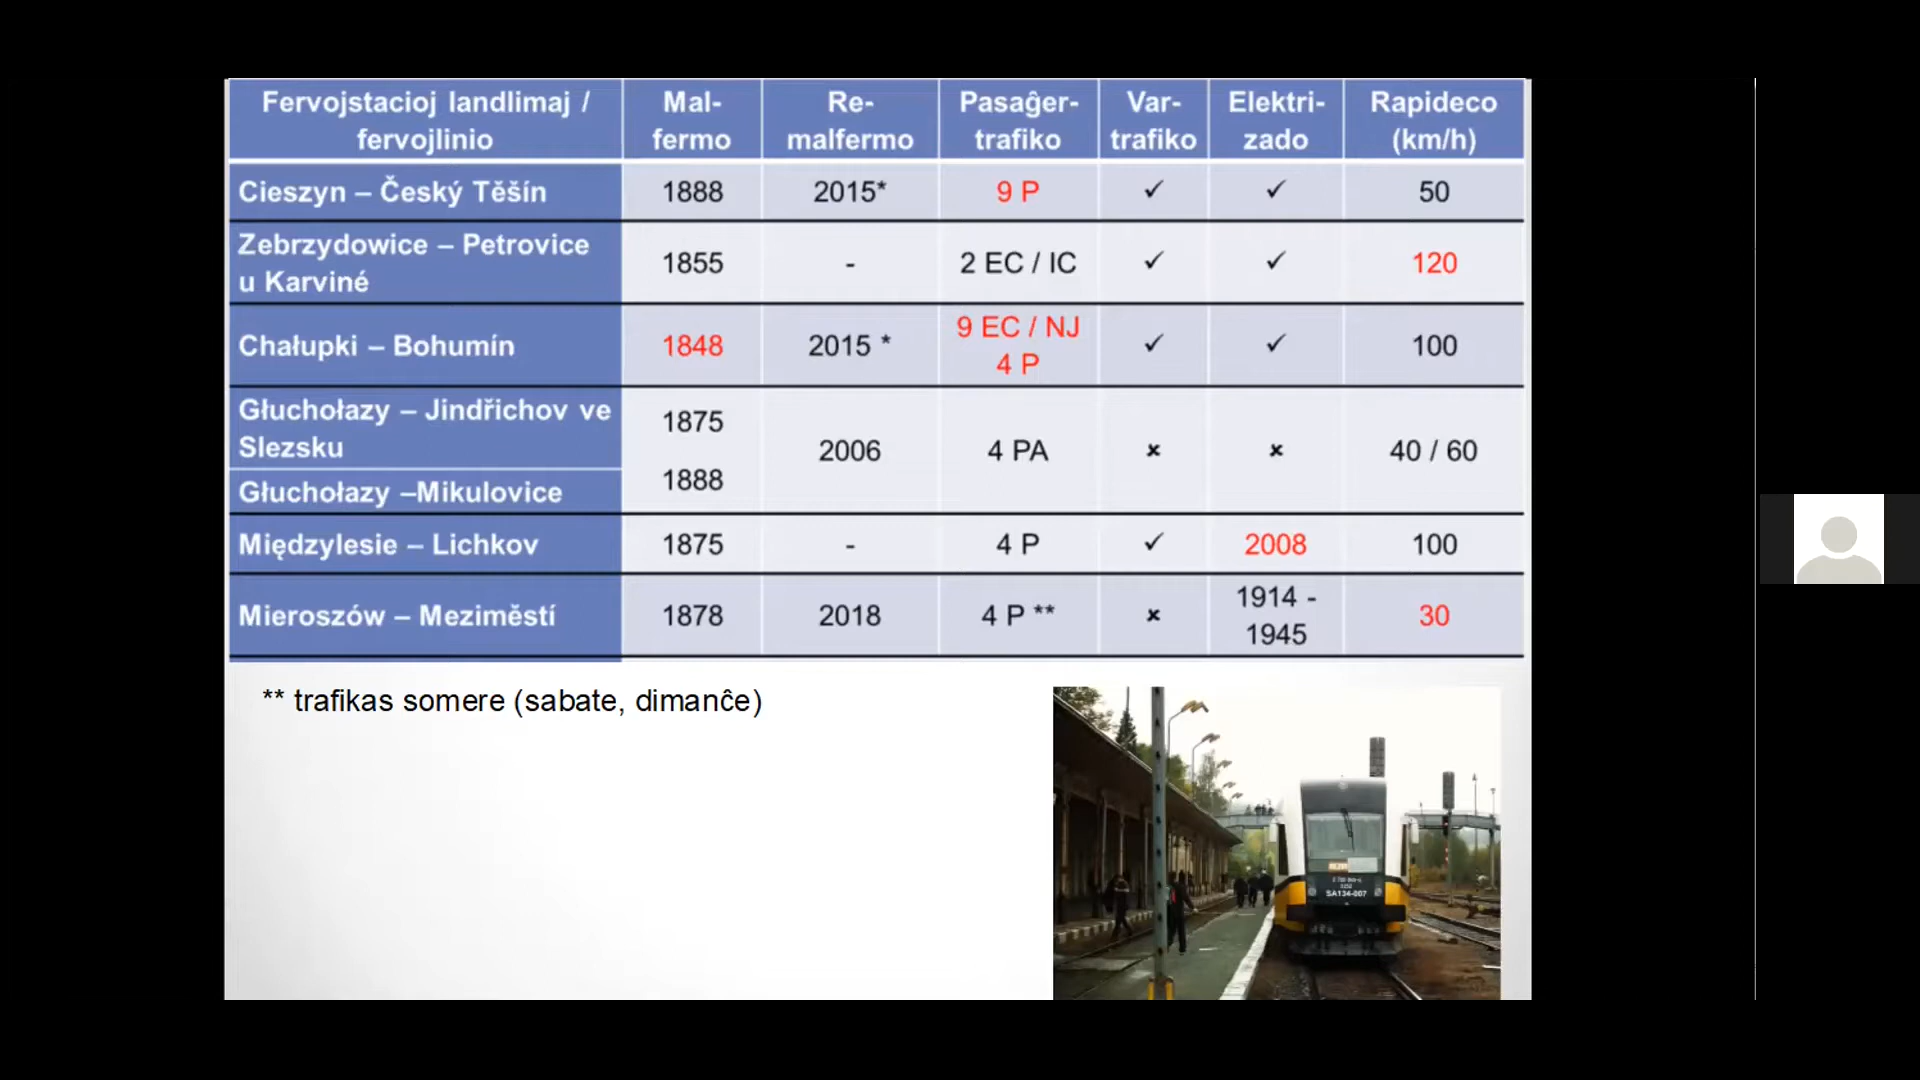 Fervojstacioj landlimaj /
fervojlinio
Mal-
fermo
Re-
malfermo
Pasaĝer-
trafiko
Var-
trafiko
Elektri-
zado
Rapideco
(km/h)
Cieszyn – Český Těšín
1888
2015*
9 P
✓
✓
50
Zebrzydowice – Petrovice
u Karviné
1855
-
2 EC / IC
✓
✓
120
Chałupki – Bohumín
1848
2015 *
9 EC / NJ
4 P
✓
✓
100
Głuchołazy – Jindřichov ve
Slezsku
Głuchołazy –Mikulovice
1875
1888
2006
4 PA
×
×
40 / 60
Międzylesie – Lichkov
1875
-
4 P
✓
2008
100
Mieroszów – Meziměstí
1878
2018
4 P **
×
1914 -
1945
30
** trafikas somere (sabate, dimanĉe)
SA134-007